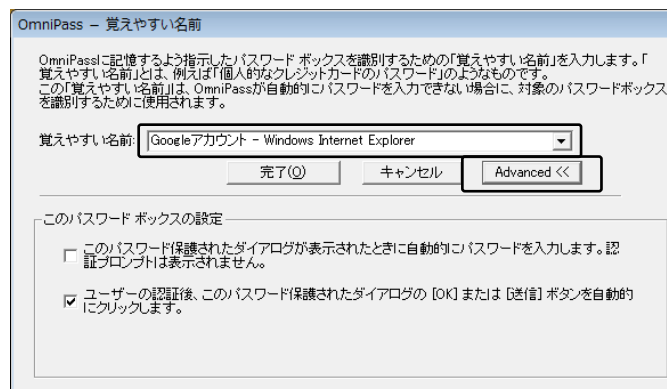 OmniPass – 覚えやすい名前
OmniPassに記憶するよう指示したパスワード ボックスを識別するための「覚えやすい名前」を入力します。「
覚えやすい名前」とは、例えば「個人的なクレジットカードのパスワード」のようなものです。
この「覚えやすい名前」は、OmniPassが自動的にパスワードを入力できない場合に、対象のパスワードボックス
を識別するために使用されます。
覚えやすい名前: Googleアカウント - Windows Internet Explorer
完了(O) キャンセル Advanced <<
このパスワード ボックスの設定
このパスワード保護されたダイアログが表示されたときに自動的にパスワードを入力します。認
証プロンプトは表示されません。
ユーザーの認証後、このパスワード保護されたダイアログの [OK] または [送信] ボタンを自動的
にクリックします。